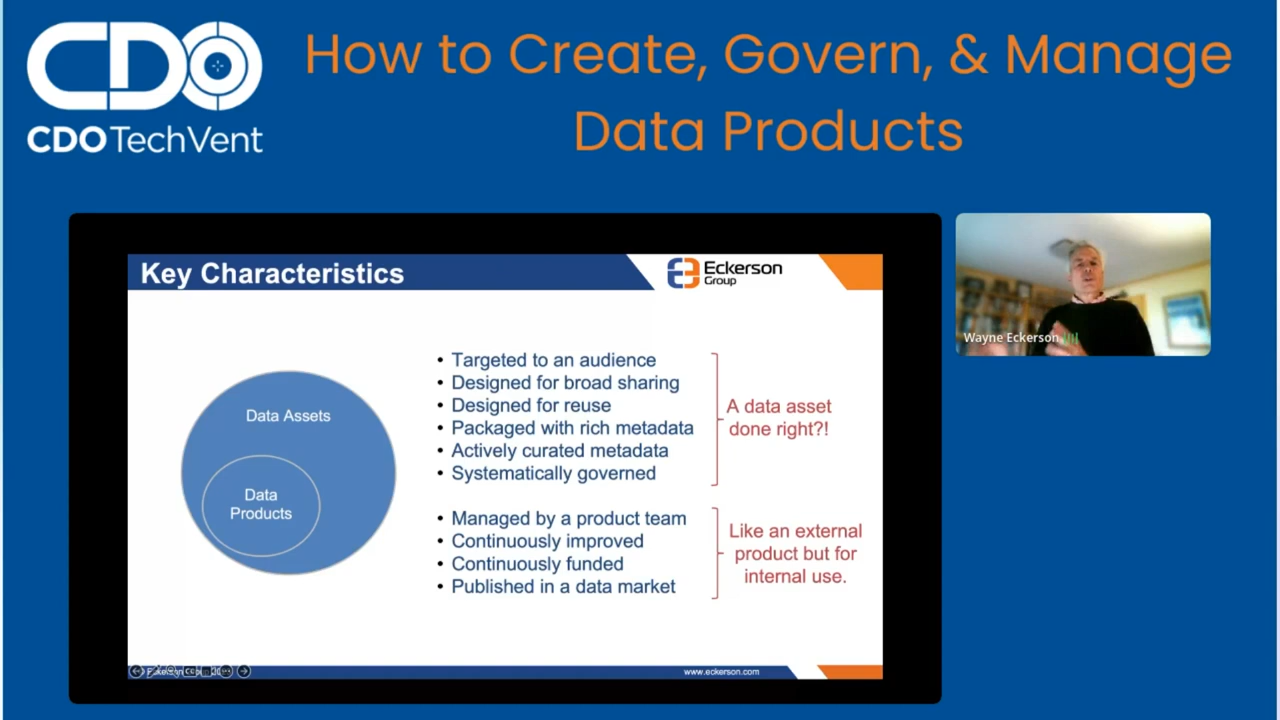 CDO
CDO TechVent
How to Create, Govern, & Manage
Data Products
Key Characteristics
Eckerson
Group
Data Assets
Data
Products
• Targeted to an audience
• Designed for broad sharing
• Designed for reuse
• Packaged with rich metadata
• Actively curated metadata
• Systematically governed
A data asset
done right?!
• Managed by a product team
• Continuously improved
• Continuously funded
• Published in a data market
Like an external
product but for
internal use.
www.eckerson.com
Wayne Eckerson